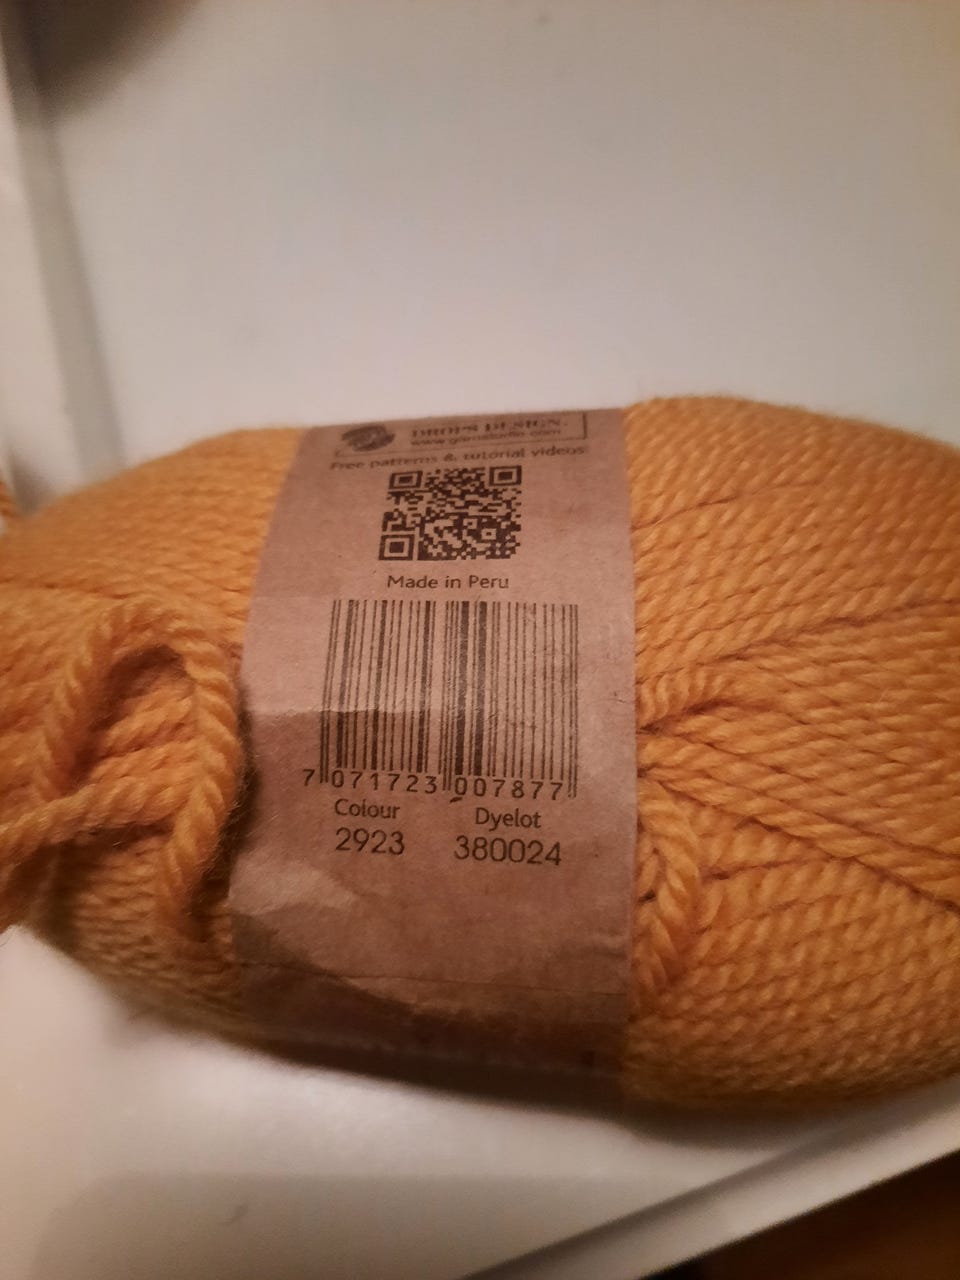 DROPS DESIGN.
www.garnstudio.com
Free patterns & tutorial videos
Made in Peru
7 071723 007877
Colour Dyelot
2923 380024